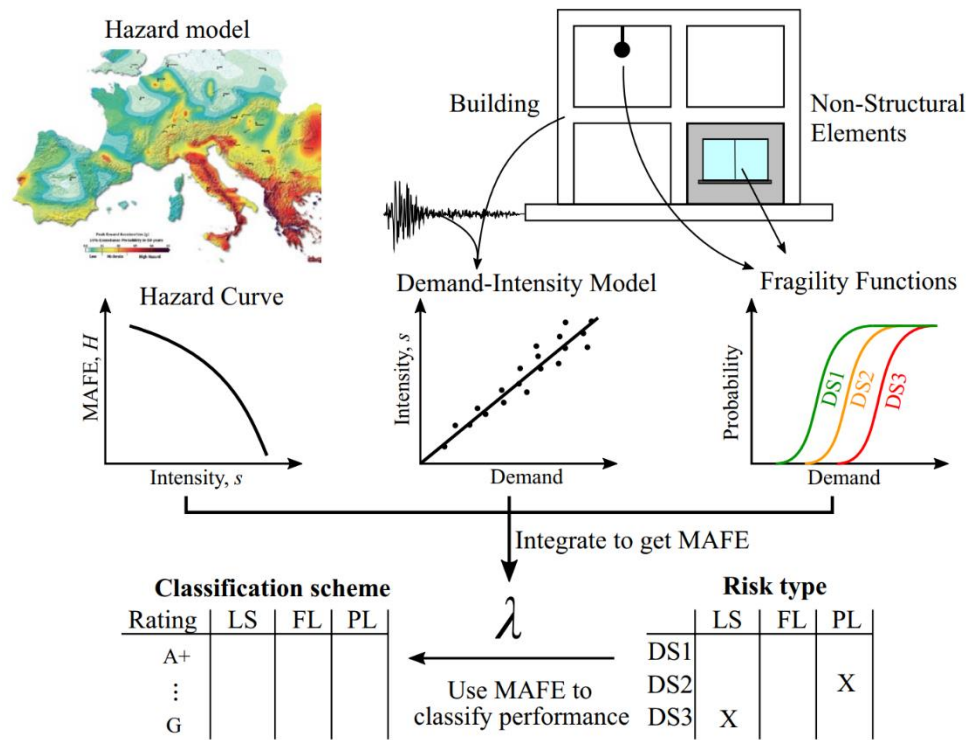 Hazard model
Building
Non-Structural
Elements
Hazard Curve
MAFE, H
Intensity, s
Demand-Intensity Model
Intensity, s
Demand
Fragility Functions
Probability
DS1
DS2
DS3
Demand
Integrate to get MAFE
Classification scheme
Rating LS FL PL
A+
⋮
G
λ
Use MAFE to
classify performance
Risk type
LS FL PL
DS1
DS2 X
DS3 X